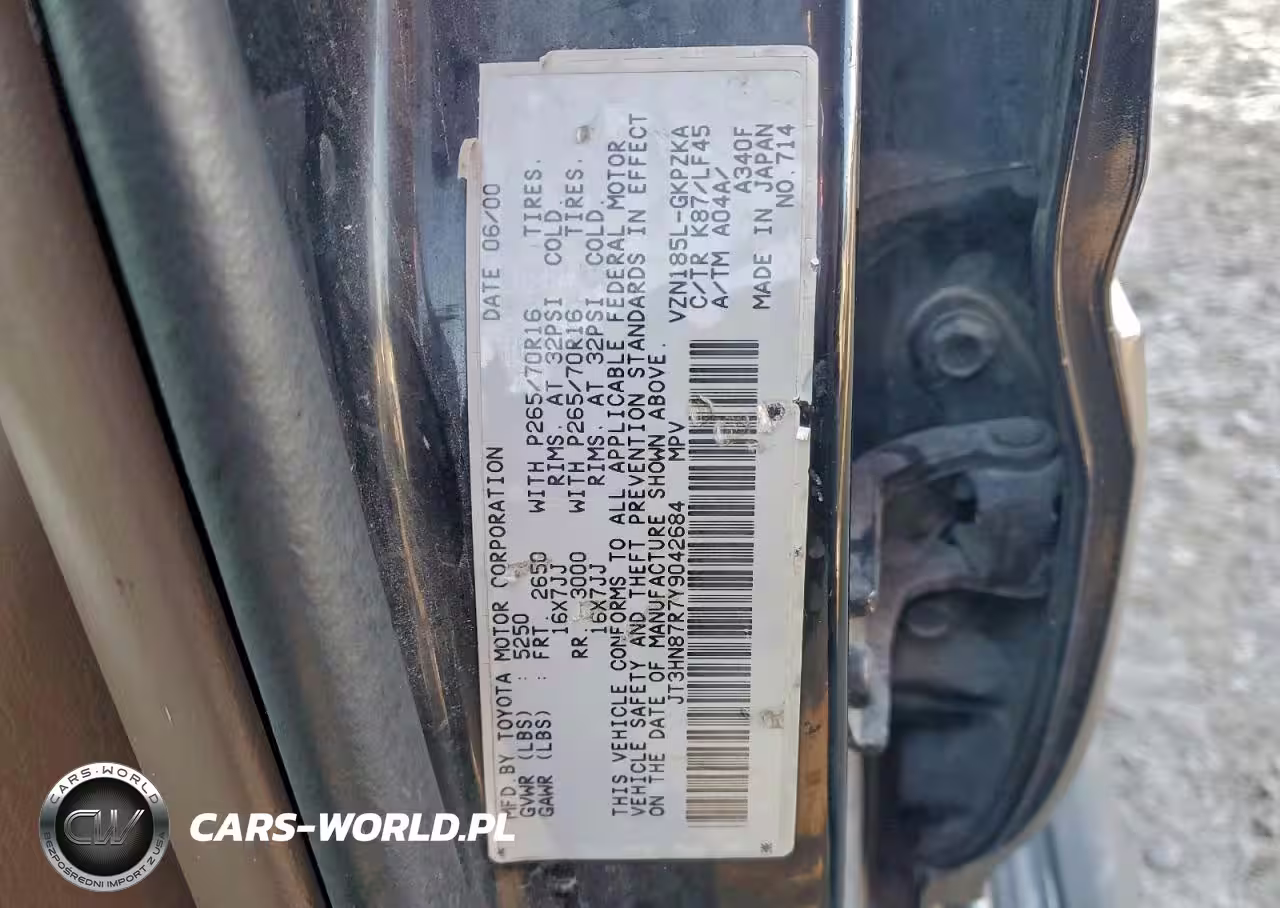 MFD. BY TOYOTA MOTOR CORPORATION DATE 06/00
GVWR (LBS) : 5250
GAWR (LBS) : FRT. 2650 WITH P265/70R16 TIRES.
16X7JJ RIMS. AT 32PSI COLD.
RR. 3000 WITH P265/70R16 TIRES.
16X7JJ RIMS. AT 32PSI COLD.
THIS VEHICLE CONFORMS TO ALL APPLICABLE FEDERAL MOTOR
VEHICLE SAFETY AND THEFT PREVENTION STANDARDS IN EFFECT
ON THE DATE OF MANUFACTURE SHOWN ABOVE.
JT3HN87R7Y9042684 MPV VZN185L-GKPZKA
C/TR K87/LF45
A/TM A04A/
A340F
MADE IN JAPAN
NO.714
CARS-WORLD
CW
BEZPOŚREDNI IMPORT Z USA
CARS-WORLD.PL